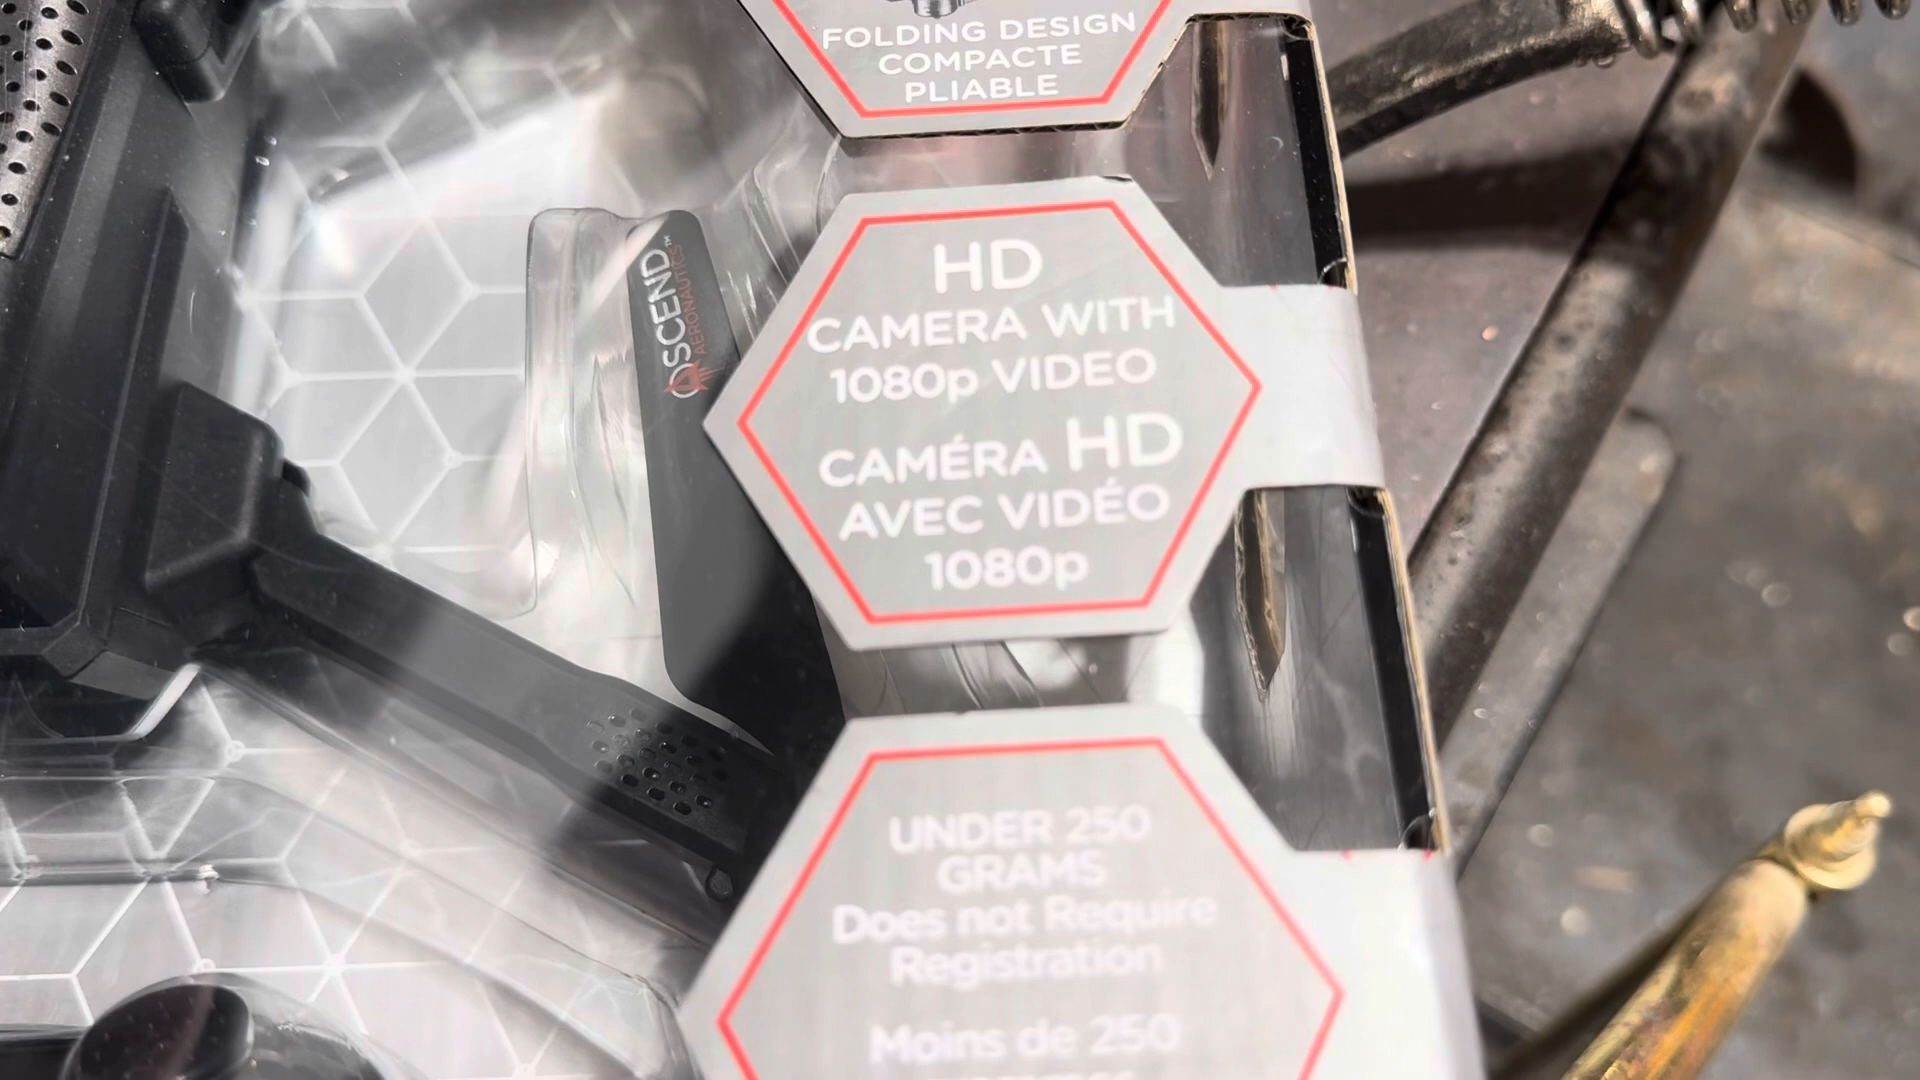 FOLDING DESIGN
COMPACTE
PLIABLE
ASCEND™
AERONAUTICS
HD
CAMERA WITH
1080p VIDEO
CAMÉRA HD
AVEC VIDÉO
1080p
UNDER 250
GRAMS
Does not Require
Registration
Moins de 250